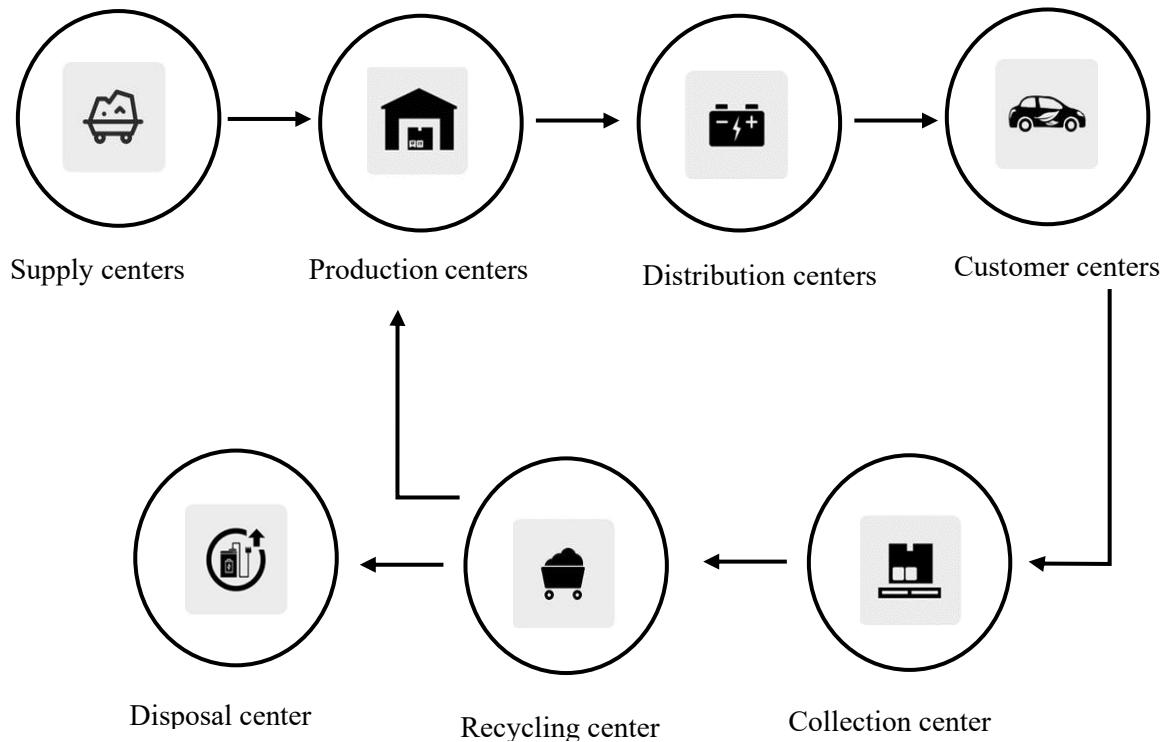 Supply centers
Production centers
Distribution centers
Customer centers
Disposal center
Recycling center
Collection center